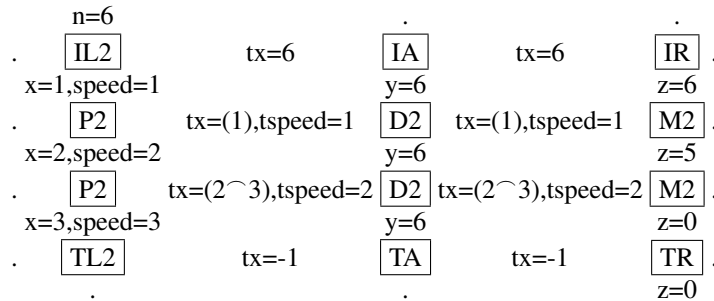 n=6 . .
. IL2 tx=6 IA tx=6 IR .
x=1,speed=1 y=6 z=6
. P2 tx=(1),tspeed=1 D2 tx=(1),tspeed=1 M2 .
x=2,speed=2 y=6 z=5
. P2 tx=(2⌒3),tspeed=2 D2 tx=(2⌒3),tspeed=2 M2 .
x=3,speed=3 y=6 z=0
. TL2 tx=-1 TA tx=-1 TR .
. . z=0